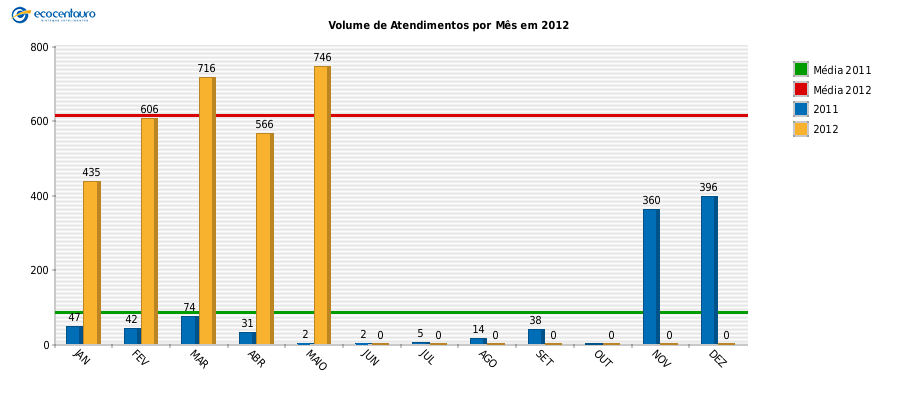 ecocentauro
Volume de Atendimentos por Mês em 2012
800
600
400
200
0
47
435
42
606
74
716
31
566
2
746
2
0
5
0
14
0
38
0
0
360
0
396
0
JAN
FEV
MAR
ABR
MAIO
JUN
JUL
AGO
SET
OUT
NOV
DEZ
Média 2011
Média 2012
2011
2012